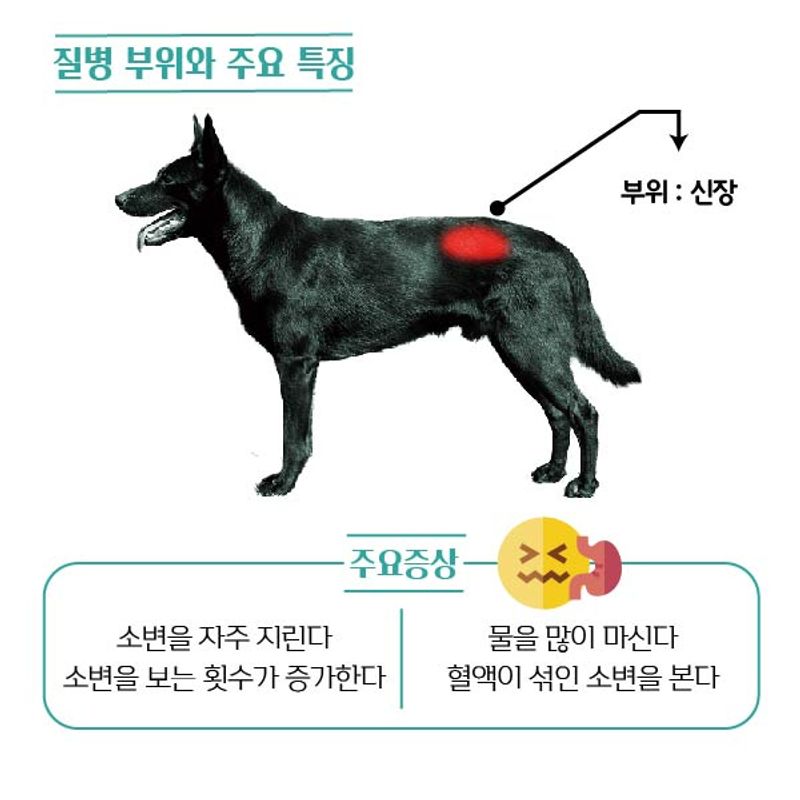 질병 부위와 주요 특징
부위 : 신장
주요증상
소변을 자주 지린다
소변을 보는 횟수가 증가한다
물을 많이 마신다
혈액이 섞인 소변을 본다